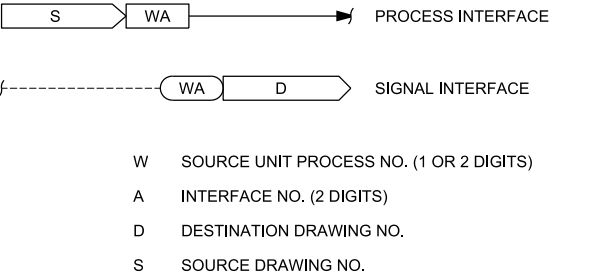 S WA PROCESS INTERFACE
WA D SIGNAL INTERFACE
W SOURCE UNIT PROCESS NO. (1 OR 2 DIGITS)
A INTERFACE NO. (2 DIGITS)
D DESTINATION DRAWING NO.
S SOURCE DRAWING NO.